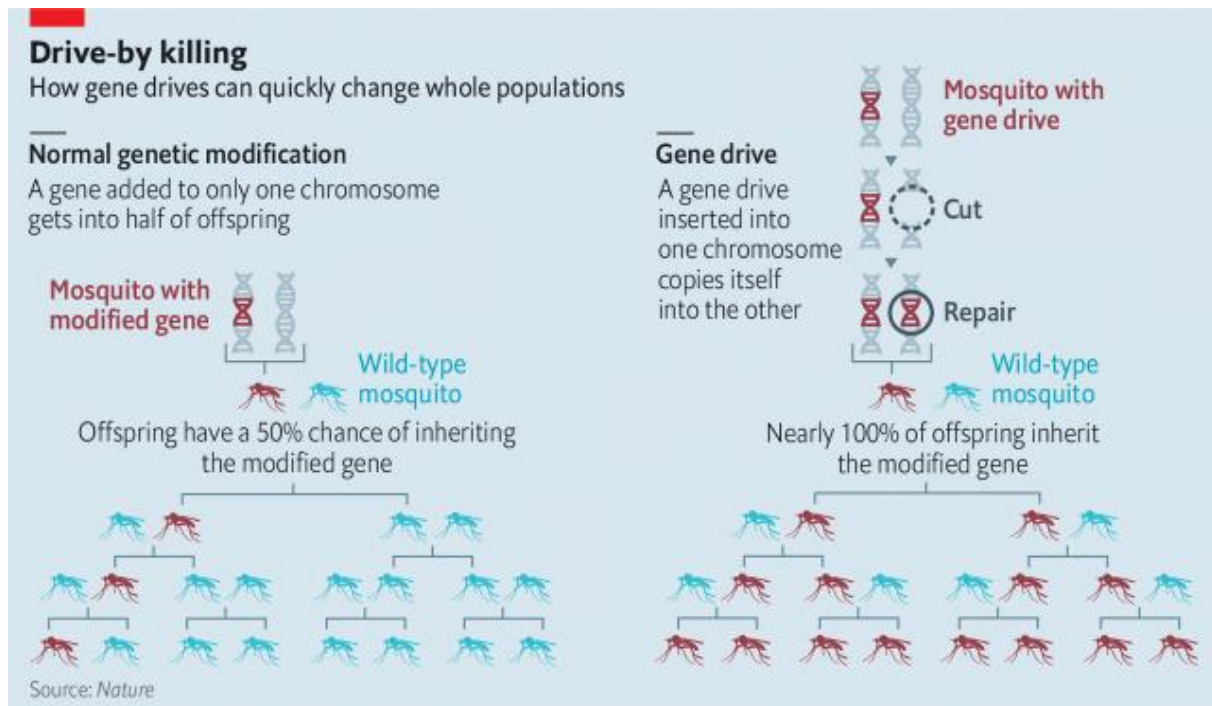 Drive-by killing
How gene drives can quickly change whole populations
Normal genetic modification
A gene added to only one chromosome
gets into half of offspring
Mosquito with
modified gene
Wild-type
mosquito
Offspring have a 50% chance of inheriting
the modified gene
Gene drive
A gene drive
inserted into
one chromosome
copies itself
into the other
Mosquito with
gene drive
Cut
Repair
Wild-type
mosquito
Nearly 100% of offspring inherit
the modified gene
Source: Nature